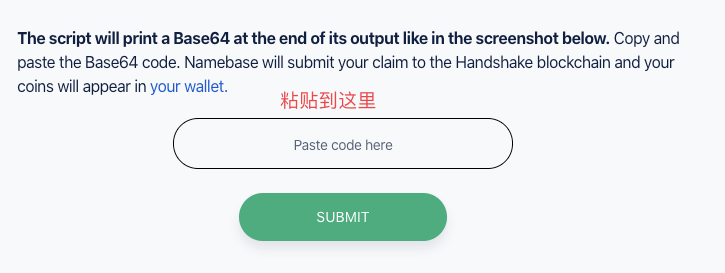 The script will print a Base64 at the end of its output like in the screenshot below. Copy and
paste the Base64 code. Namebase will submit your claim to the Handshake blockchain and your
coins will appear in your wallet.
粘贴到这里
Paste code here
SUBMIT